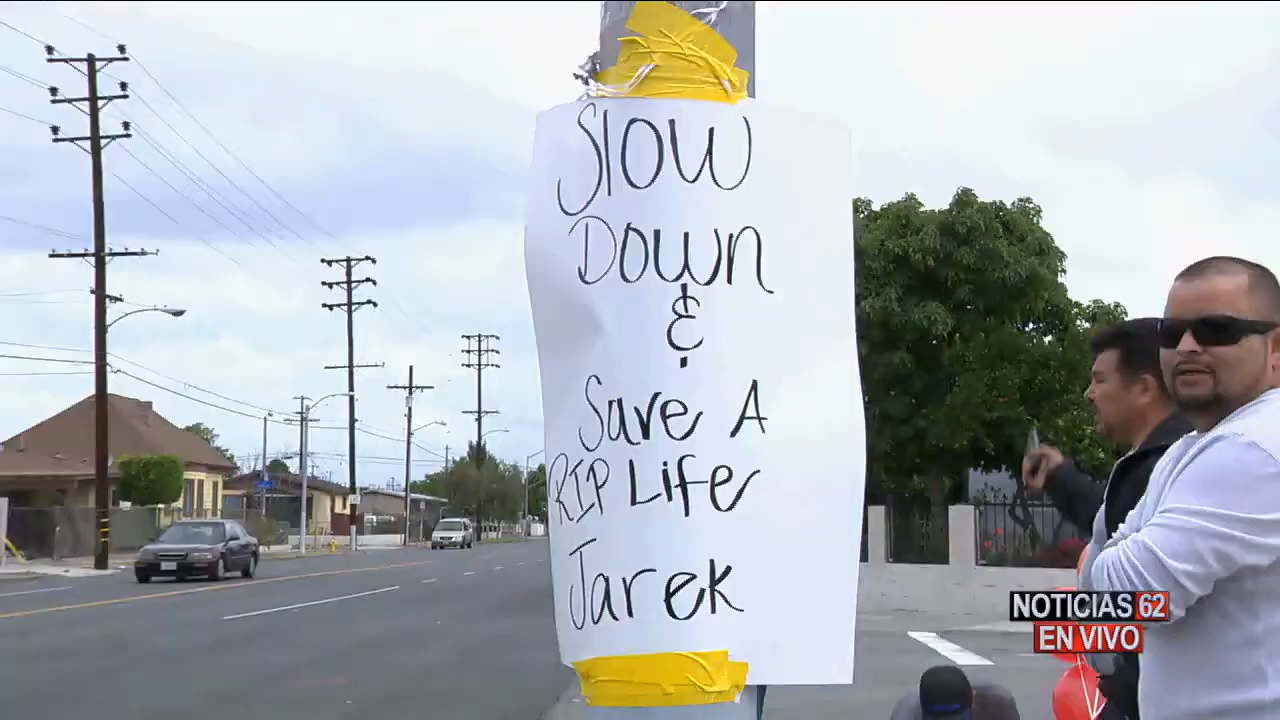 Slow
Down
&
Save A
RIP Life
Jarek
NOTICIAS 62
EN VIVO